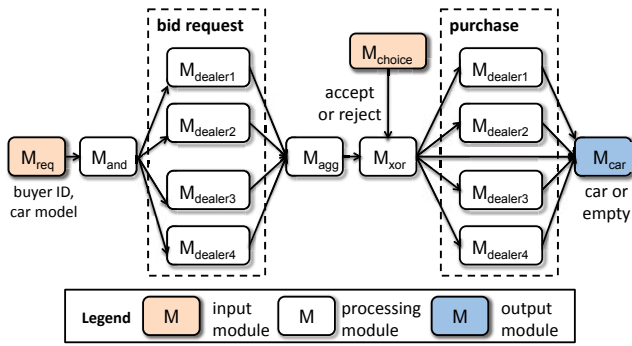 bid request
purchase
M_dealer1
M_choice
M_dealer1
accept
or reject
M_dealer2
M_dealer2
M_req
M_and
M_agg
M_xor
M_car
buyer ID,
car model
M_dealer3
M_dealer3
car or
empty
M_dealer4
M_dealer4
Legend
M
input
module
M
processing
module
M
output
module